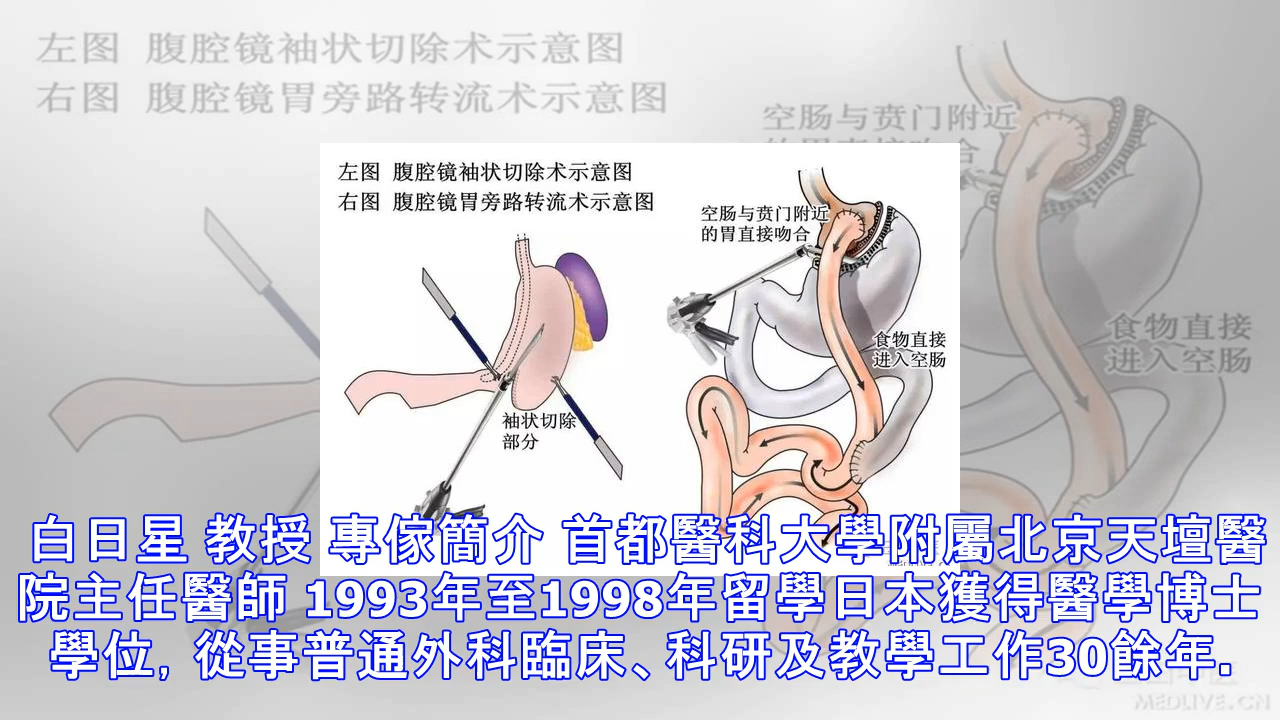 左图 腹腔镜袖状切除术示意图
右图 腹腔镜胃旁路转流术示意图
空肠与贲门附近
左图 腹腔镜袖状切除术示意图
右图 腹腔镜胃旁路转流术示意图
空肠与贲门附近
的胃直接吻合
食物直接
进入空肠
食物直接
进入空肠
袖状切除
部分
白日星 教授 專傢簡介 首都醫科大學附屬北京天壇醫
院主任醫師 1993年至1998年留學日本獲得醫學博士
學位, 從事普通外科臨床、科研及教學工作30餘年.
MEDLIVE.CN